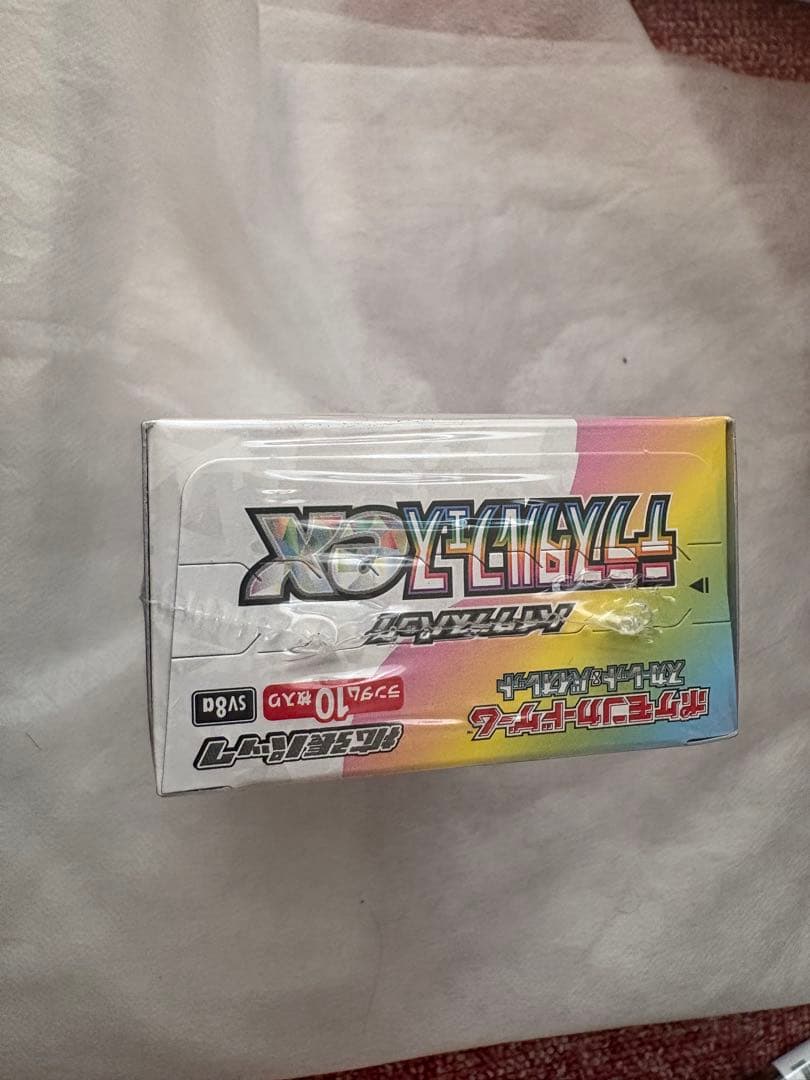 拡張パック
ポケモンカードゲーム
スカーレット&バイオレット
ランダム10枚入り
SV8a
ハイクラスパック
テラスタルフェスex